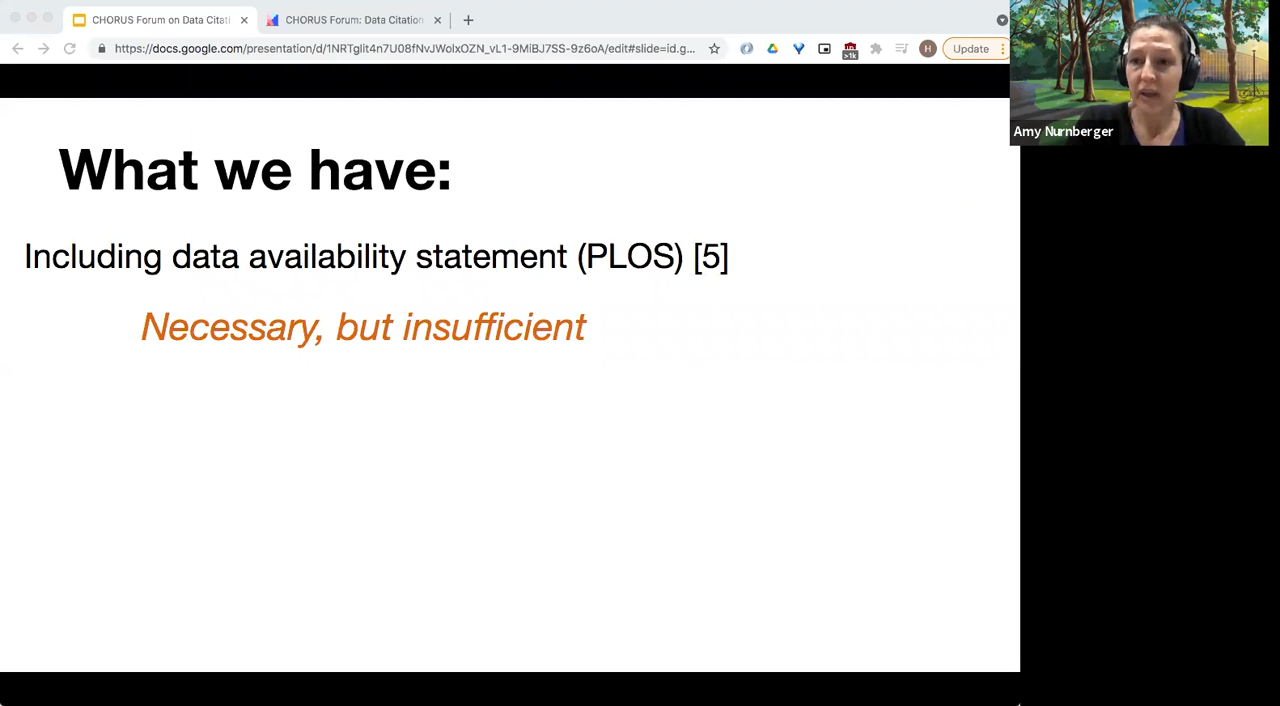 CHORUS Forum on Data Citati
CHORUS Forum: Data Citation
https://docs.google.com/presentation/d/1NRTglit4n7U08fNvJWolxOZN_vL1-9MiBJ7SS-9z6oA/edit#slide=id.g...
>1k
H
Update
Amy Nurnberger
What we have:
Including data availability statement (PLOS) [5]
Necessary, but insufficient